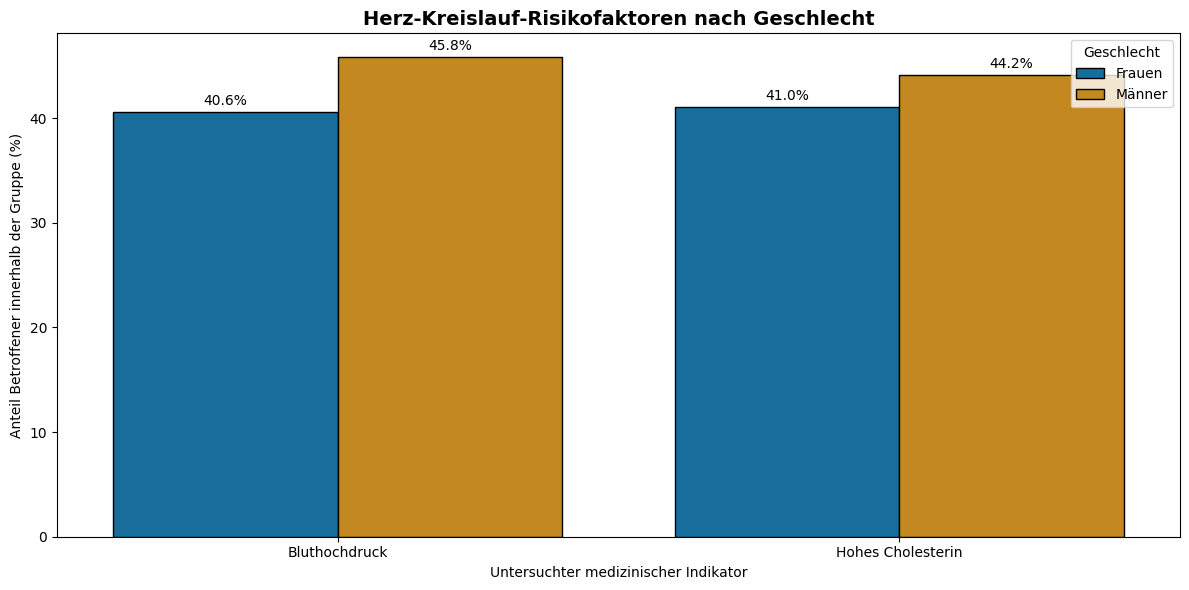 Herz-Kreislauf-Risikofaktoren nach Geschlecht
Anteil Betroffener innerhalb der Gruppe (%)
40
30
20
10
0
40.6%
45.8%
41.0%
44.2%
Geschlecht
Frauen
Männer
Bluthochdruck
Hohes Cholesterin
Untersuchter medizinischer Indikator